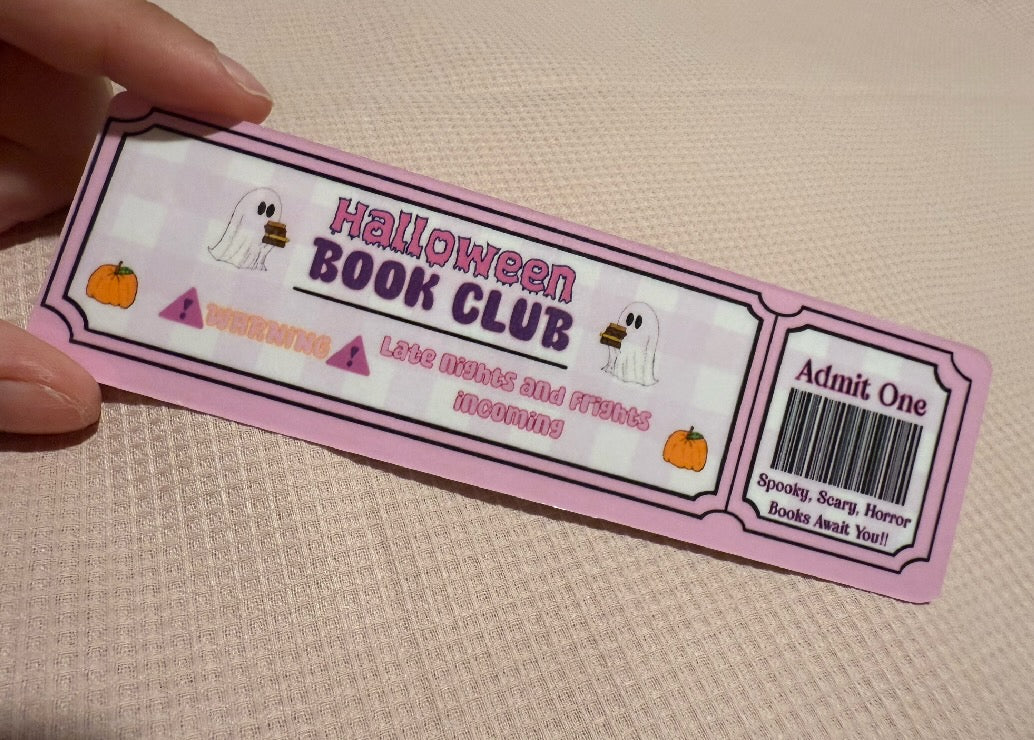 Halloween
BOOK CLUB
! WARNING !
Late Nights and Frights
incoming
Admit One
Spooky, Scary, Horror
Books Await You!!